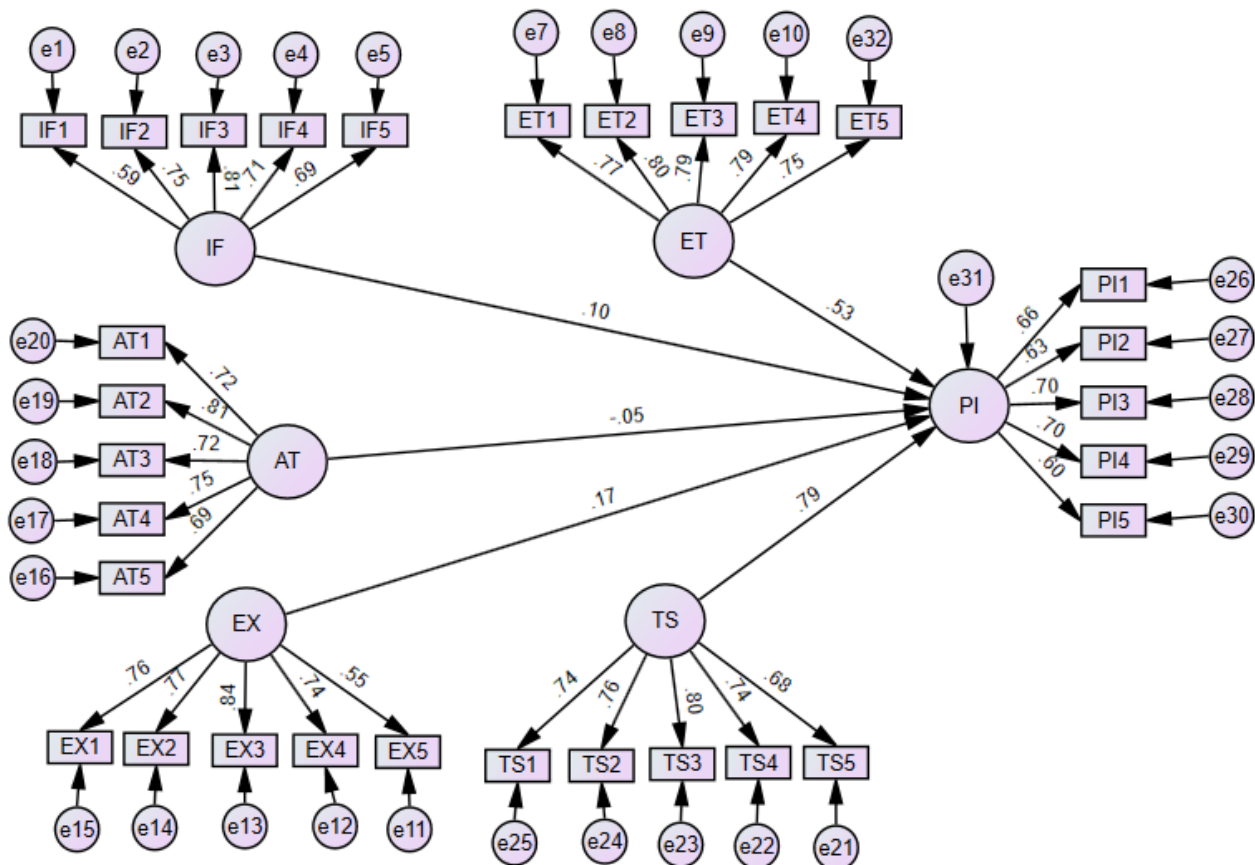 e1 e2 e3 e4 e5
IF1 IF2 IF3 IF4 IF5
.59 .75 .81 .71 .69
IF
e7 e8 e9 e10 e32
ET1 ET2 ET3 ET4 ET5
.77 .80 .79 .79 .75
ET
.10
.53
e31
PI
.66 PI1 e26
.63 PI2 e27
.70 PI3 e28
.70 PI4 e29
.60 PI5 e30
e20 AT1 .72
e19 AT2 .81
e18 AT3 .72
e17 AT4 .75
e16 AT5 .69
AT
-.05
.17
.79
EX
.76 .77 .84 .74 .55
EX1 EX2 EX3 EX4 EX5
e15 e14 e13 e12 e11
TS
.74 .76 .80 .74 .68
TS1 TS2 TS3 TS4 TS5
e25 e24 e23 e22 e21